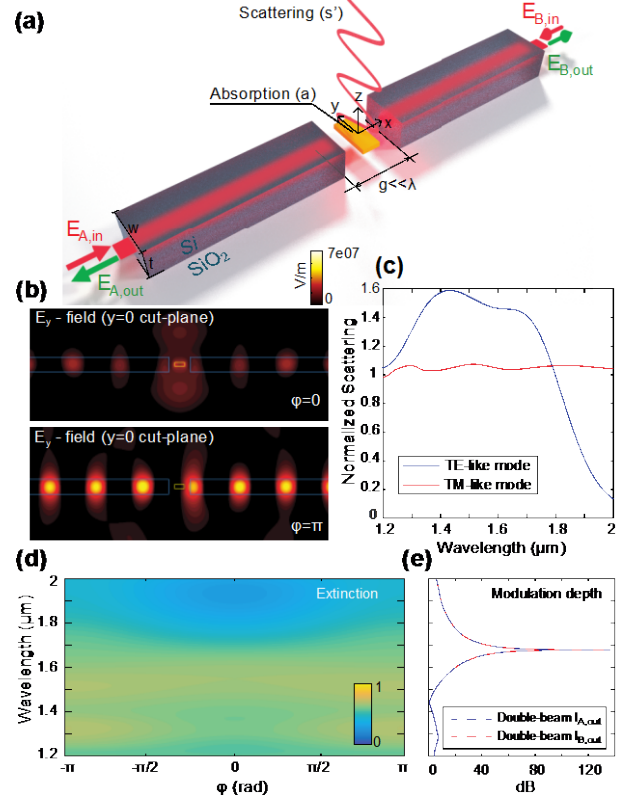 (a)
Scattering (s')
E_B,in
E_B,out
Absorption (a)
z
y
x
g<<λ
E_A,in
w
t
Si
SiO₂
E_A,out
7e07
V/m
0
(b)
E_y - field (y=0 cut-plane)
φ=0
E_y - field (y=0 cut-plane)
φ=π
(c)
1.6
1.4
1.2
1
0.8
0.6
0.4
0.2
0
Normalized Scattering
TE-like mode
TM-like mode
1.2
1.4
1.6
1.8
2
Wavelength (μm)
(d)
Extinction
2
1.8
1.6
1.4
1.2
Wavelength (μm)
1
0
-π
-π/2
0
π/2
π
φ (rad)
(e)
Modulation depth
Double-beam I_A,out
Double-beam I_B,out
0
40
80
120
dB